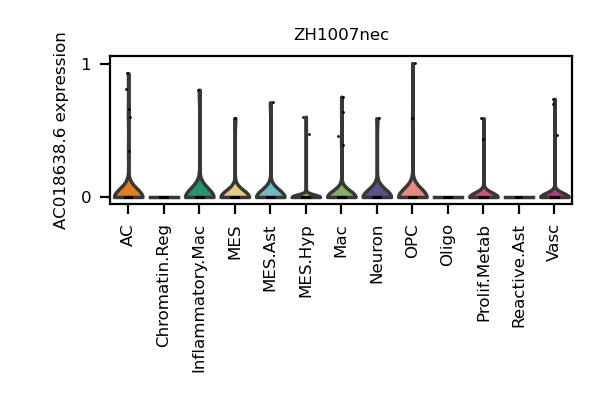 ZH1007nec
AC018638.6 expression
1
0
AC
Chromatin.Reg
Inflammatory.Mac
MES
MES.Ast
MES.Hyp
Mac
Neuron
OPC
Oligo
Prolif.Metab
Reactive.Ast
Vasc